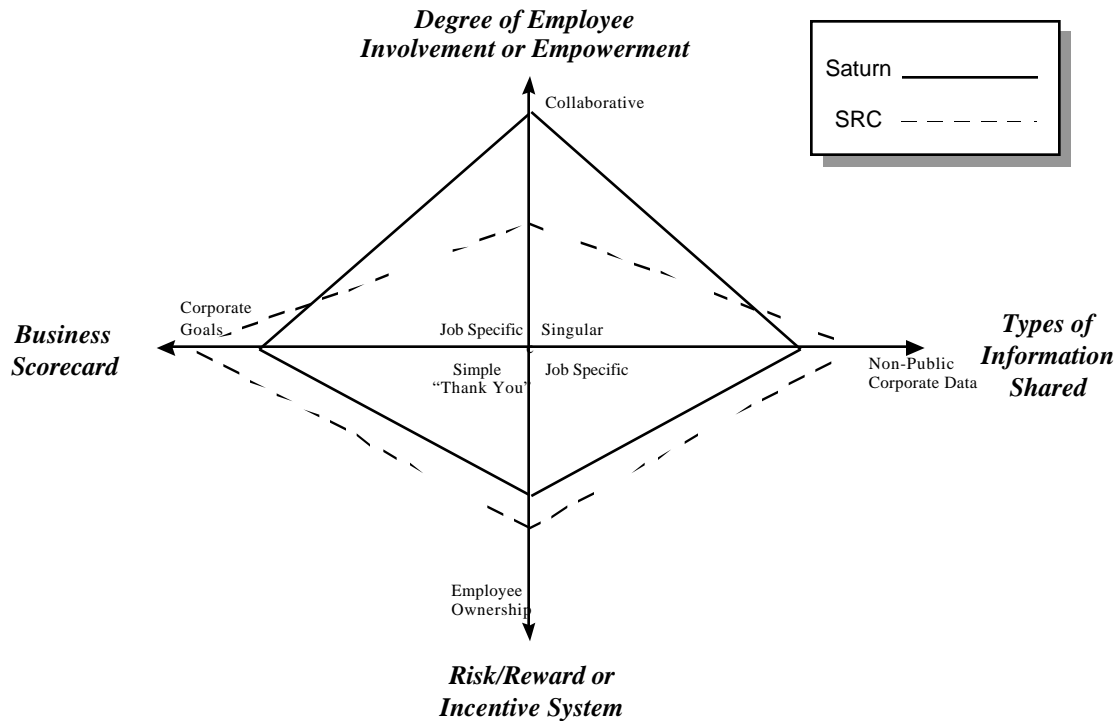 Degree of Employee
Involvement or Empowerment
Saturn
SRC
Collaborative
Corporate
Goals
Job Specific
Singular
Business
Scorecard
Types of
Information
Shared
Simple
“Thank You”
Job Specific
Non-Public
Corporate Data
Employee
Ownership
Risk/Reward or
Incentive System